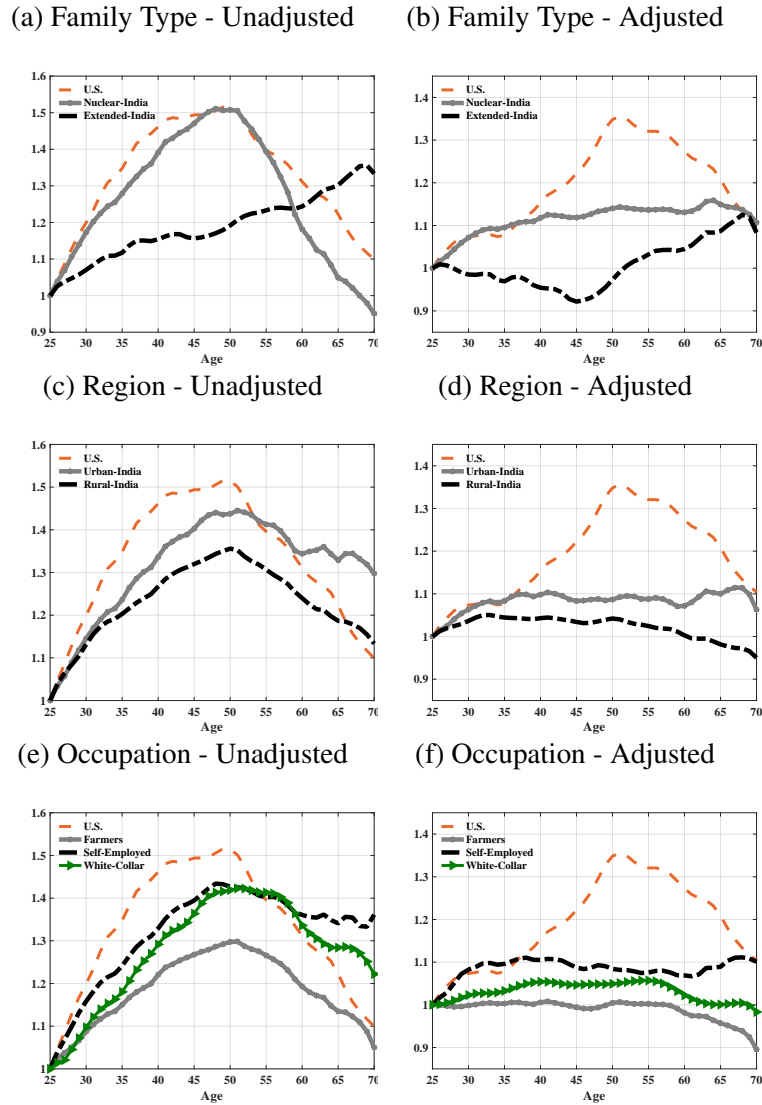 (a) Family Type - Unadjusted
1.6
1.5
1.4
1.3
1.2
1.1
1
0.9
U.S.
Nuclear-India
Extended-India
25 30 35 40 45 50 55 60 65 70
Age
(b) Family Type - Adjusted
1.4
1.3
1.2
1.1
1
0.9
U.S.
Nuclear-India
Extended-India
25 30 35 40 45 50 55 60 65 70
Age
(c) Region - Unadjusted
1.6
1.5
1.4
1.3
1.2
1.1
1
U.S.
Urban-India
Rural-India
25 30 35 40 45 50 55 60 65 70
Age
(d) Region - Adjusted
1.4
1.3
1.2
1.1
1
0.9
U.S.
Urban-India
Rural-India
25 30 35 40 45 50 55 60 65 70
Age
(e) Occupation - Unadjusted
1.6
1.5
1.4
1.3
1.2
1.1
1
U.S.
Farmers
Self-Employed
White-Collar
25 30 35 40 45 50 55 60 65 70
Age
(f) Occupation - Adjusted
1.4
1.3
1.2
1.1
1
0.9
U.S.
Farmers
Self-Employed
White-Collar
25 30 35 40 45 50 55 60 65 70
Age